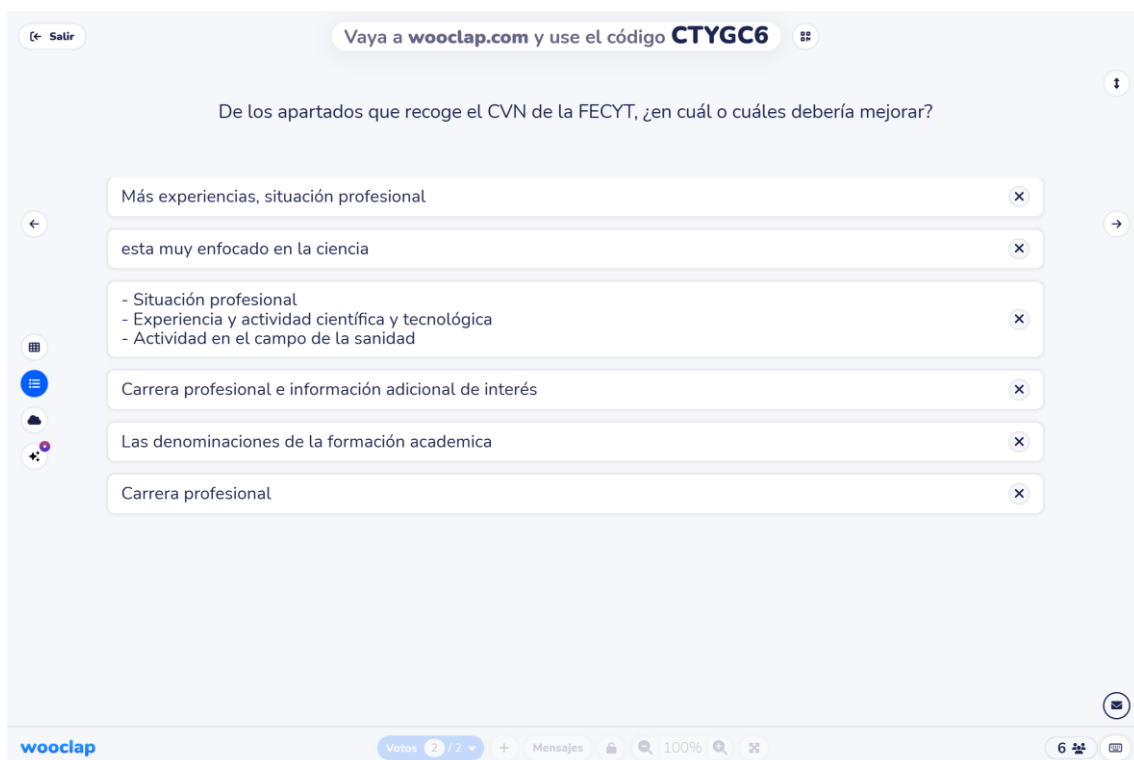 Salir
Vaya a wooclap.com y use el código CTYGC6
De los apartados que recoge el CVN de la FECYT, ¿en cuál o cuáles debería mejorar?
Más experiencias, situación profesional
esta muy enfocado en la ciencia
- Situación profesional
- Experiencia y actividad científica y tecnológica
- Actividad en el campo de la sanidad
Carrera profesional e información adicional de interés
Las denominaciones de la formación academica
Carrera profesional
wooclap
Votos 2 / 2
+ Mensajes
100%
6